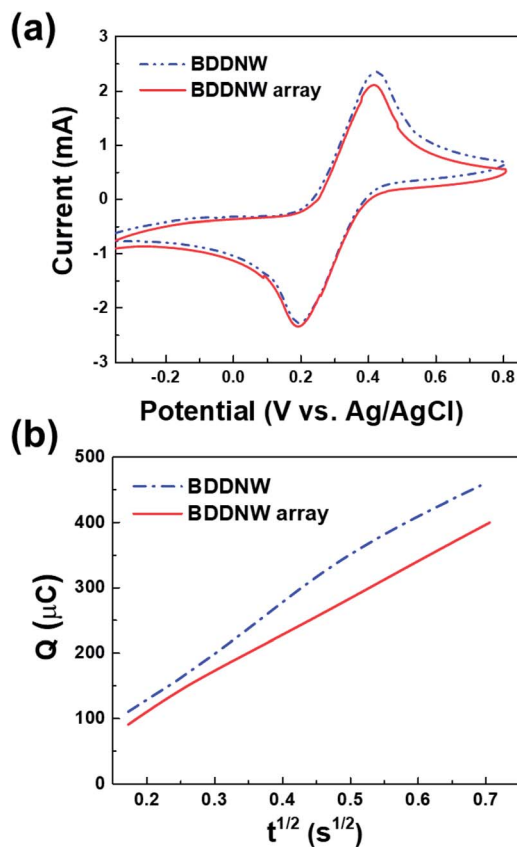 (a)
3
2
1
0
-1
-2
-3
Current (mA)
BDDNW
BDDNW array
-0.2 0.0 0.2 0.4 0.6 0.8
Potential (V vs. Ag/AgCl)
(b)
500
400
300
200
100
0
Q (μC)
BDDNW
BDDNW array
0.2 0.3 0.4 0.5 0.6 0.7
t^1/2 (s^1/2)